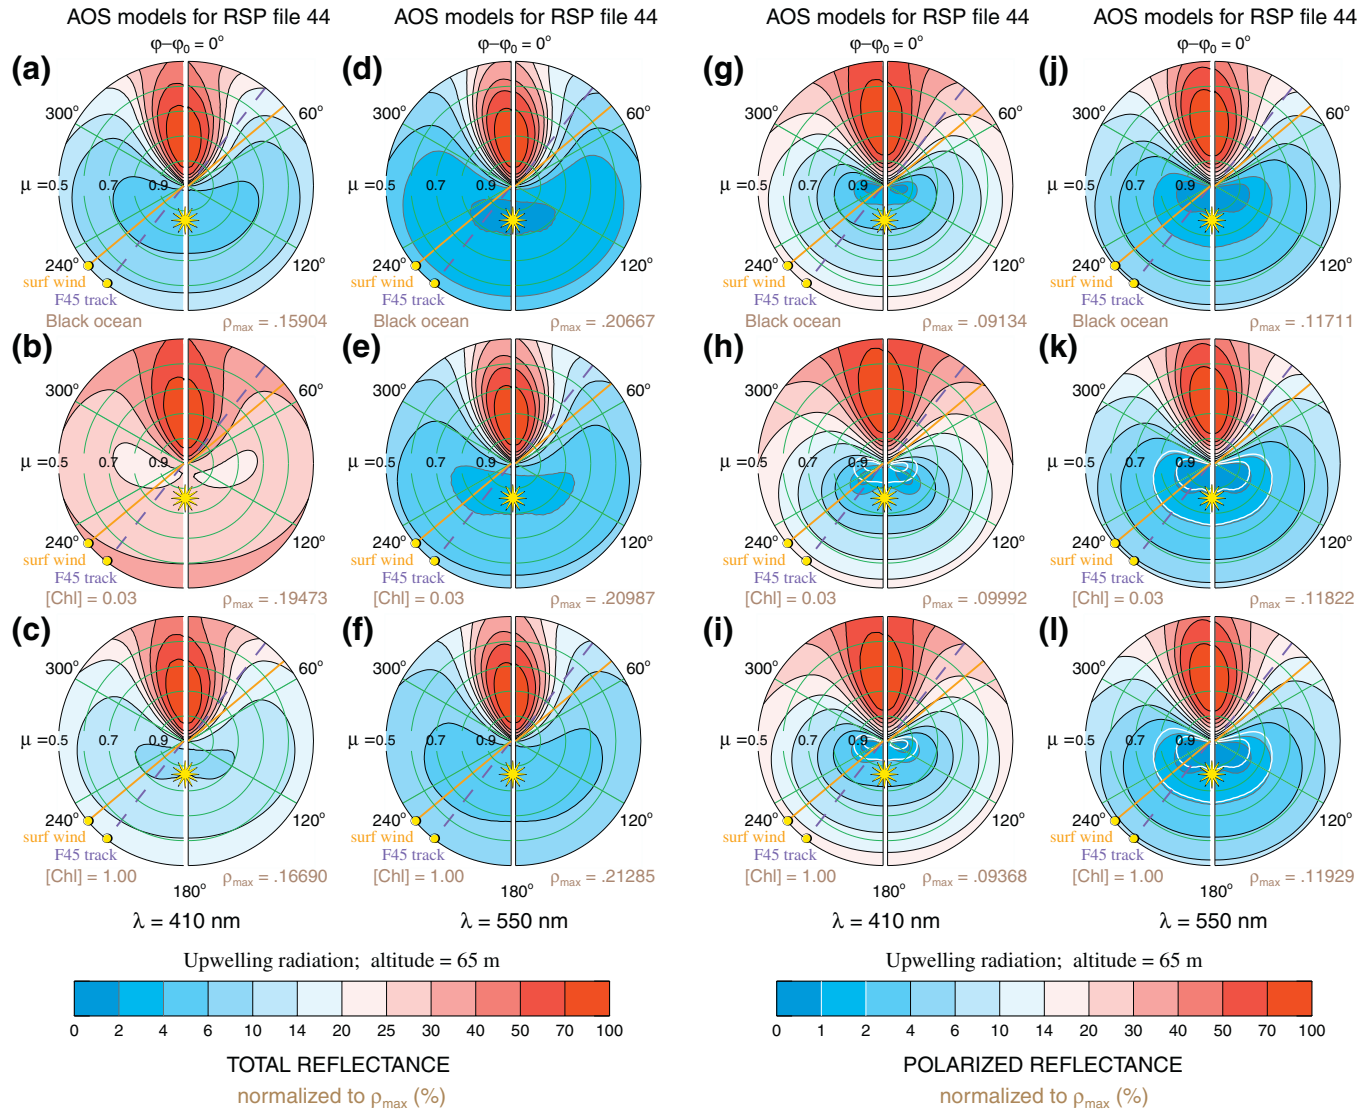 AOS models for RSP file 44
AOS models for RSP file 44
AOS models for RSP file 44
AOS models for RSP file 44
φ−φ₀ = 0°
φ−φ₀ = 0°
φ−φ₀ = 0°
φ−φ₀ = 0°
(a)
300°
60°
μ = 0.5 0.7 0.9
240°
120°
surf wind
F45 track
Black ocean
ρmax = .15904
(d)
300°
60°
μ = 0.5 0.7 0.9
240°
120°
surf wind
F45 track
Black ocean
ρmax = .20667
(g)
300°
60°
μ = 0.5 0.7 0.9
240°
120°
surf wind
F45 track
Black ocean
ρmax = .09134
(j)
300°
60°
μ = 0.5 0.7 0.9
240°
120°
surf wind
F45 track
Black ocean
ρmax = .11711
(b)
300°
60°
μ = 0.5 0.7 0.9
240°
120°
surf wind
F45 track
[Chl] = 0.03
ρmax = .19473
(e)
300°
60°
μ = 0.5 0.7 0.9
240°
120°
surf wind
F45 track
[Chl] = 0.03
ρmax = .20987
(h)
300°
60°
μ = 0.5 0.7 0.9
240°
120°
surf wind
F45 track
[Chl] = 0.03
ρmax = .09992
(k)
300°
60°
μ = 0.5 0.7 0.9
240°
120°
surf wind
F45 track
[Chl] = 0.03
ρmax = .11822
(c)
300°
60°
μ = 0.5 0.7 0.9
240°
120°
surf wind
F45 track
[Chl] = 1.00
ρmax = .16690
(f)
300°
60°
μ = 0.5 0.7 0.9
240°
120°
surf wind
F45 track
[Chl] = 1.00
ρmax = .21285
(i)
300°
60°
μ = 0.5 0.7 0.9
240°
120°
surf wind
F45 track
[Chl] = 1.00
ρmax = .09368
(l)
300°
60°
μ = 0.5 0.7 0.9
240°
120°
surf wind
F45 track
[Chl] = 1.00
ρmax = .11929
180°
180°
180°
180°
λ = 410 nm
λ = 550 nm
λ = 410 nm
λ = 550 nm
Upwelling radiation; altitude = 65 m
0 2 4 6 10 14 20 25 30 50 70 100
TOTAL REFLECTANCE
normalized to ρmax (%)
Upwelling radiation; altitude = 65 m
0 1 2 4 6 10 14 20 30 40 50 70 100
POLARIZED REFLECTANCE
normalized to ρmax (%)